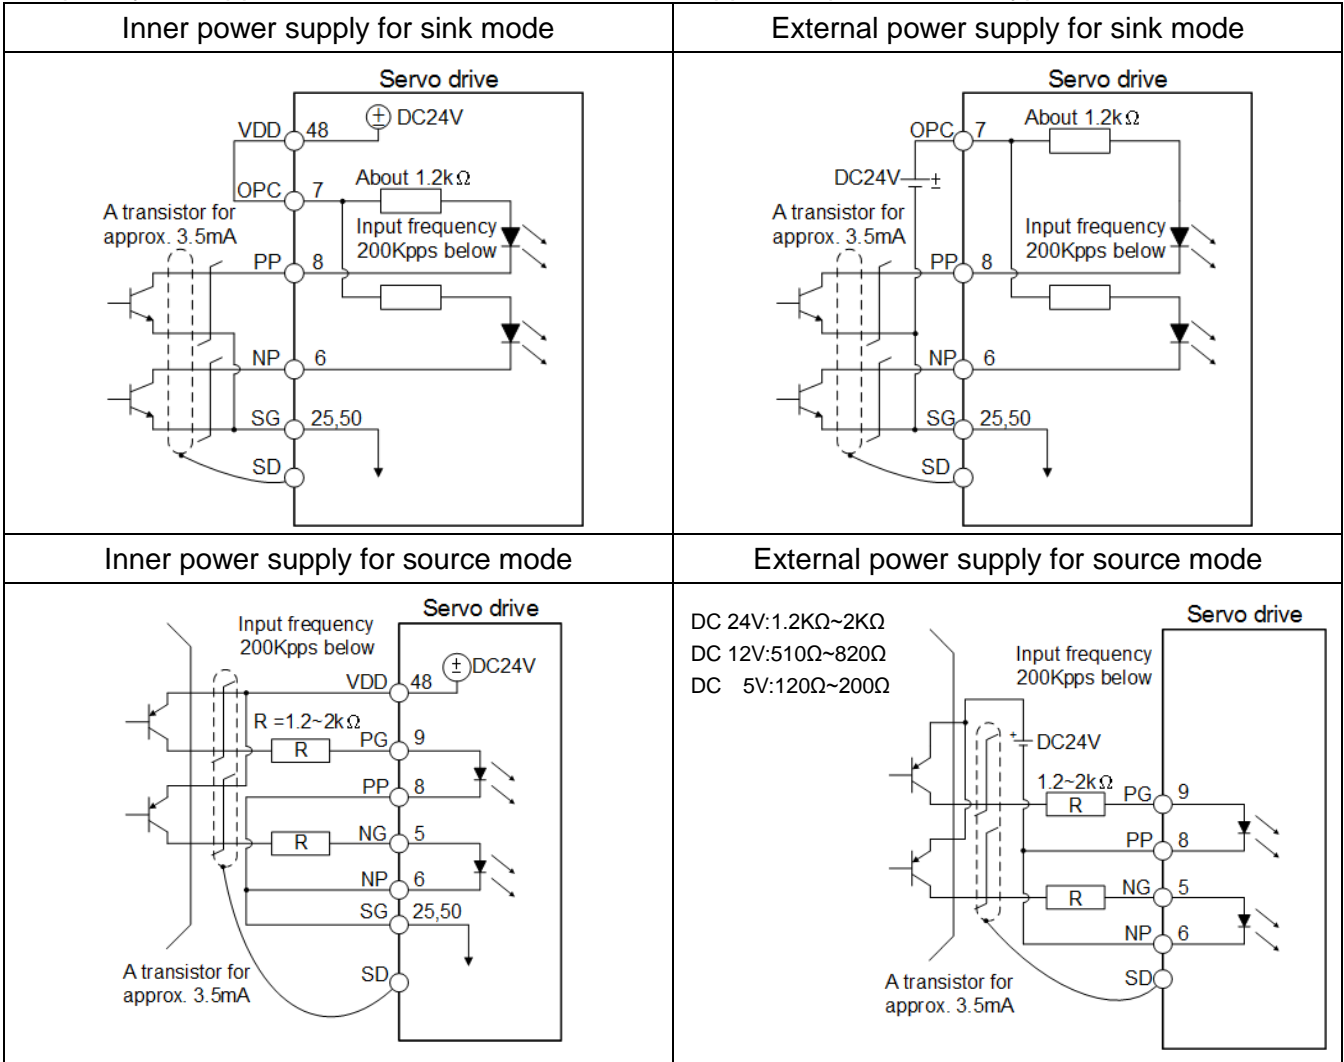 Inner power supply for sink mode
External power supply for sink mode
Servo drive
DC24V
VDD
48
OPC
7
About 1.2kΩ
A transistor for
approx. 3.5mA
Input frequency
200Kpps below
PP
8
NP
6
SG
25,50
SD
Servo drive
About 1.2kΩ
OPC
7
DC24V
A transistor for
approx. 3.5mA
Input frequency
200Kpps below
PP
8
NP
6
SG
25,50
SD
Inner power supply for source mode
External power supply for source mode
Servo drive
Input frequency
200Kpps below
DC24V
VDD
48
R =1.2~2kΩ
R
PG
9
PP
8
R
NG
5
NP
6
SG
25,50
SD
A transistor for
approx. 3.5mA
DC 24V:1.2KΩ~2KΩ
DC 12V:510Ω~820Ω
DC 5V:120Ω~200Ω
Servo drive
Input frequency
200Kpps below
DC24V
1.2~2kΩ
R
PG
9
PP
8
R
NG
5
NP
6
SD
A transistor for
approx. 3.5mA